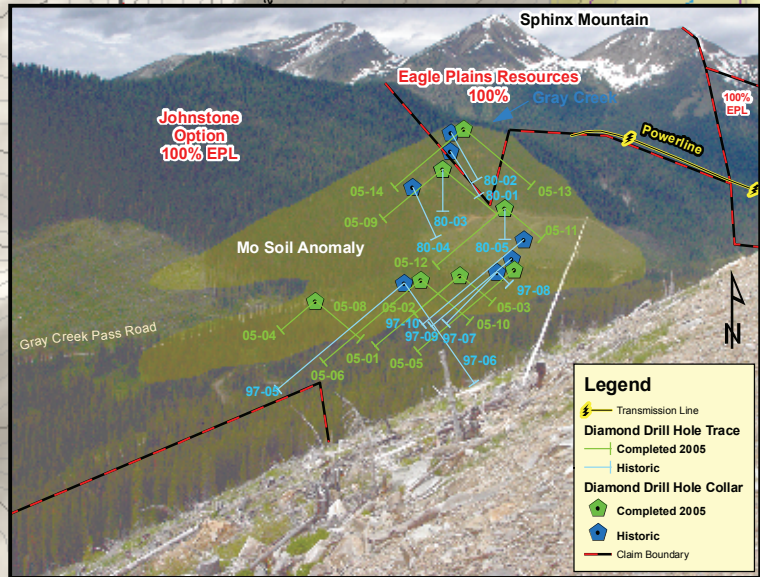 Sphinx Mountain
Eagle Plains Resources
100%
Gray Creek
Johnstone
Option
100% EPL
100%
EPL
Powerline
05-14
80-02
80-01
05-13
05-09
80-03
80-04
80-05
05-11
Mo Soil Anomaly
05-12
97-08
05-08
05-02
05-03
Gray Creek Pass Road
05-04
97-10
97-09
97-07
05-10
05-01
05-05
05-06
97-06
97-05
N
Legend
Transmission Line
Diamond Drill Hole Trace
Completed 2005
Historic
Diamond Drill Hole Collar
Completed 2005
Historic
Claim Boundary